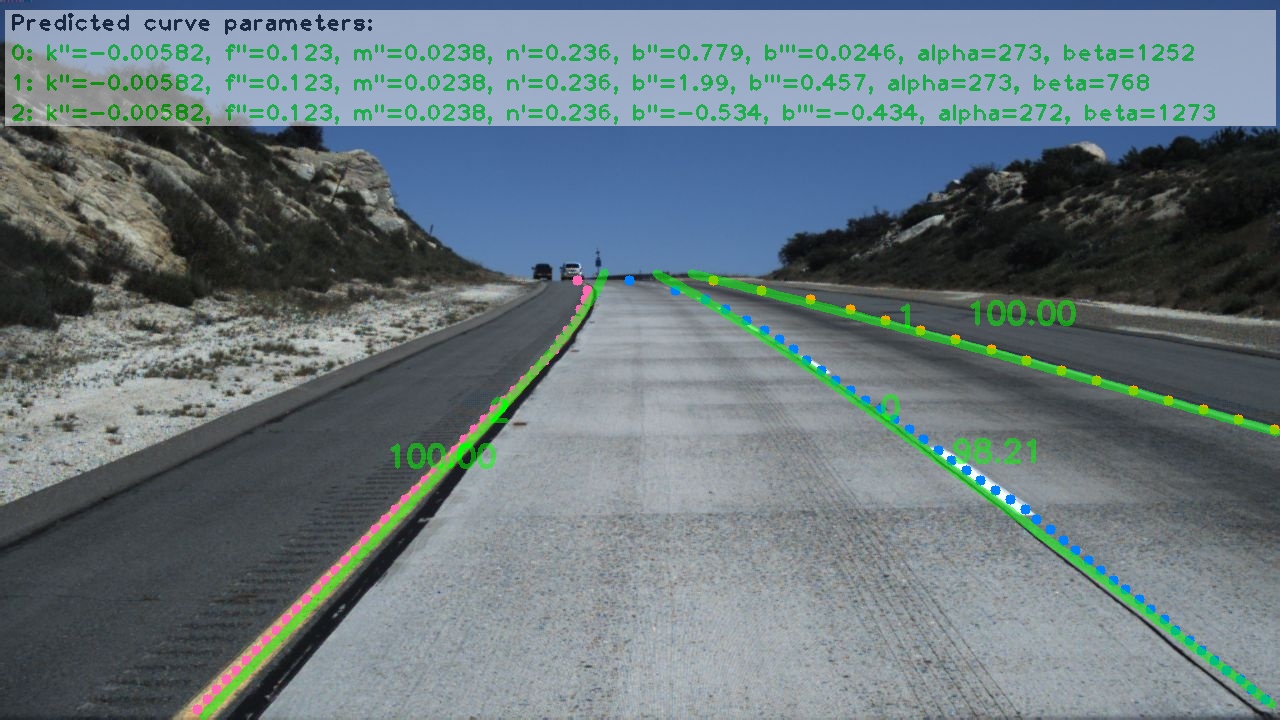 Predicted curve parameters:
0: k''=-0.00582, f''=0.123, m''=0.0238, n'=0.236, b''=0.779, b'''=0.0246, alpha=273, beta=1252
1: k''=-0.00582, f''=0.123, m''=0.0238, n'=0.236, b''=1.99, b'''=0.457, alpha=273, beta=768
2: k''=-0.00582, f''=0.123, m''=0.0238, n'=0.236, b''=-0.534, b'''=-0.434, alpha=272, beta=1273
1 100.00
2 0
100.00 98.21